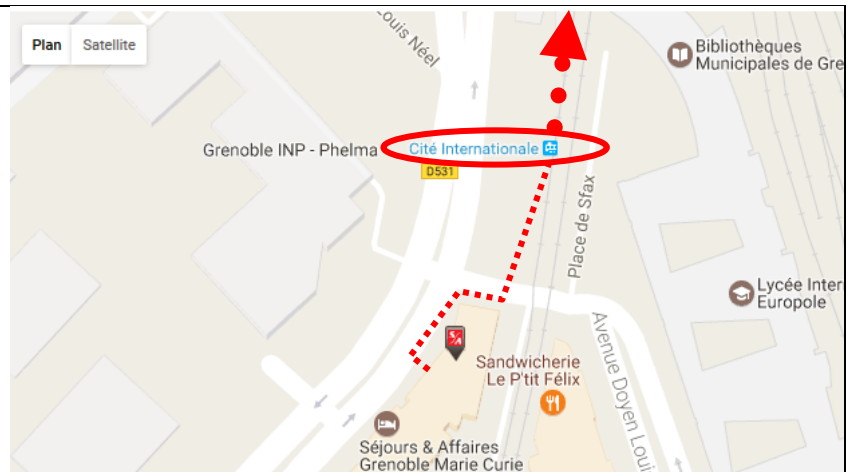 Plan Satellite
Louis Néel
Bibliothèques
Municipales de Gre
Grenoble INP - Phelma
Cité Internationale
D531
Place de Sfax
Lycée Inter
Europole
S/A
Sandwicherie
Le P'tit Félix
Avenue Doyen Loui
Séjours & Affaires
Grenoble Marie Curie